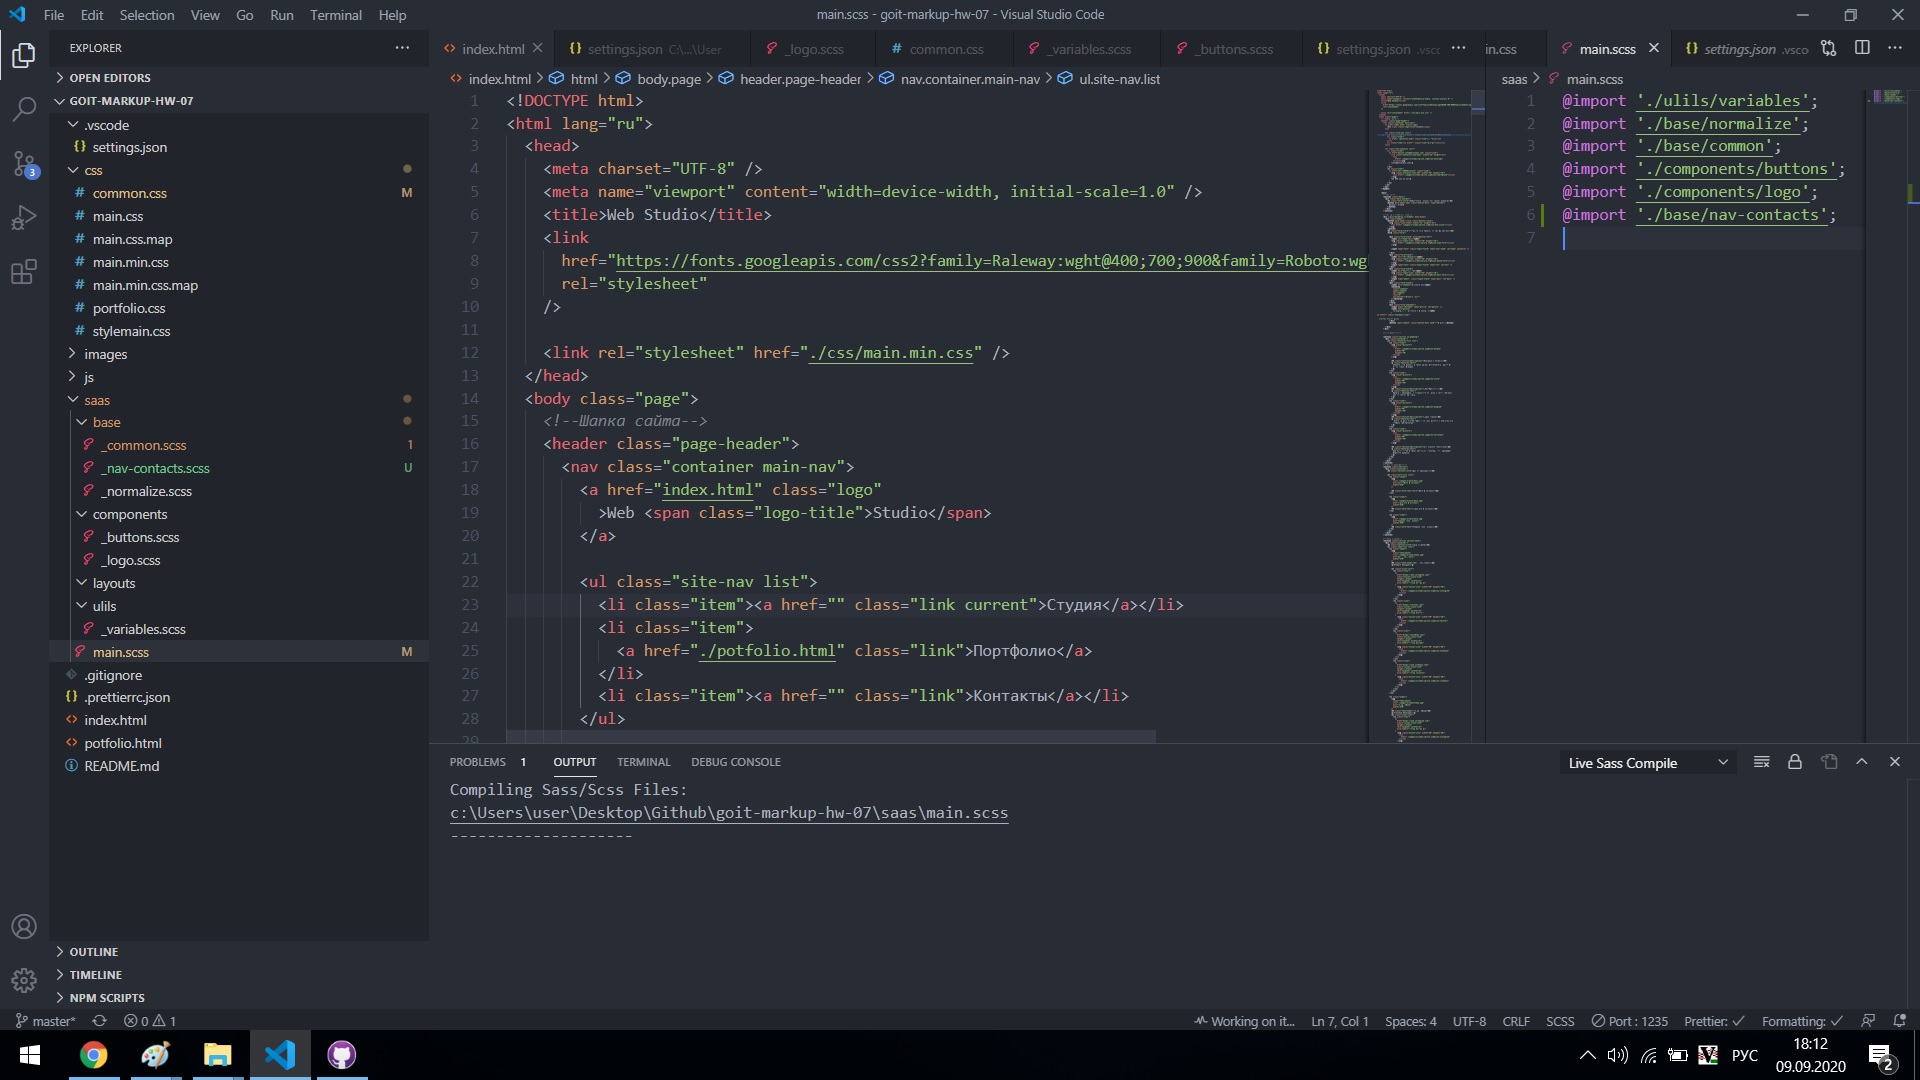 File Edit Selection View Go Run Terminal Help
main.scss - goit-markup-hw-07 - Visual Studio Code
EXPLORER
OPEN EDITORS
GOIT-MARKUP-HW-07
.vscode
settings.json
css
common.css M
main.css
main.css.map
main.min.css
main.min.css.map
portfolio.css
stylemain.css
images
js
saas
base
_common.scss 1
_nav-contacts.scss U
_normalize.scss
components
_buttons.scss
_logo.scss
layouts
ulils
_variables.scss
main.scss M
.gitignore
.prettierrc.json
index.html
potfolio.html
README.md
OUTLINE
TIMELINE
NPM SCRIPTS
3
index.html settings.json C:\...\User _logo.scss common.css _variables.scss _buttons.scss settings.json .vscc
index.html > html > body.page > header.page-header > nav.container.main-nav > ul.site-nav.list
1 <!DOCTYPE html>
2 <html lang="ru">
3 <head>
4 <meta charset="UTF-8" />
5 <meta name="viewport" content="width=device-width, initial-scale=1.0" />
6 <title>Web Studio</title>
7 <link
8 href="https://fonts.googleapis.com/css2?family=Raleway:wght@400;700;900&family=Roboto:wg
9 rel="stylesheet"
10 />
11
12 <link rel="stylesheet" href="./css/main.min.css" />
13 </head>
14 <body class="page">
15 <!--Шапка сайта-->
16 <header class="page-header">
17 <nav class="container main-nav">
18 <a href="index.html" class="logo"
19 >Web <span class="logo-title">Studio</span>
20 </a>
21
22 <ul class="site-nav list">
23 <li class="item"><a href="" class="link current">Студия</a></li>
24 <li class="item">
25 <a href="./potfolio.html" class="link">Портфолио</a>
26 </li>
27 <li class="item"><a href="" class="link">Контакты</a></li>
28 </ul>
29
in.css main.scss settings.json .vsco
saas > main.scss
1 @import './ulils/variables';
2 @import './base/normalize';
3 @import './base/common';
4 @import './components/buttons';
5 @import './components/logo';
6 @import './base/nav-contacts';
7
PROBLEMS 1 OUTPUT TERMINAL DEBUG CONSOLE
Live Sass Compile
Compiling Sass/Scss Files:
c:\Users\user\Desktop\Github\goit-markup-hw-07\saas\main.scss
--------------------
master* 0 1
Working on it... Ln 7, Col 1 Spaces: 4 UTF-8 CRLF SCSS Port : 1235 Prettier: ✓ Formatting: ✓
РУС
18:12
09.09.2020
2